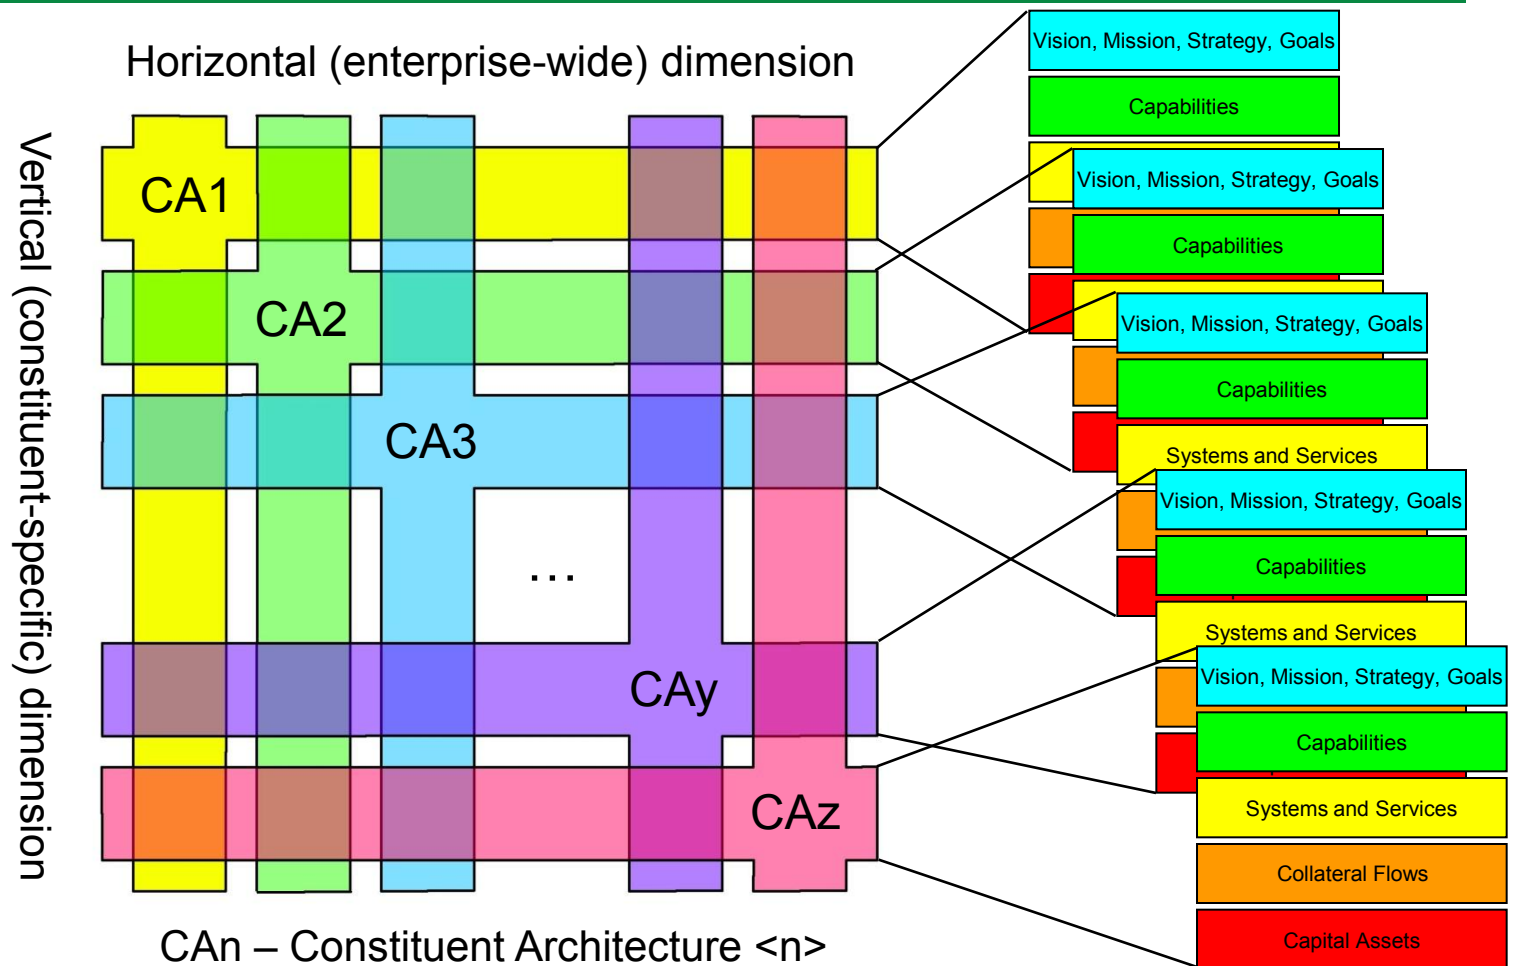 Horizontal (enterprise-wide) dimension
Vertical (constituent-specific) dimension
CA1
CA2
CA3
...
CAy
CAz
CAn – Constituent Architecture <n>
Vision, Mission, Strategy, Goals
Capabilities
Vision, Mission, Strategy, Goals
Capabilities
Vision, Mission, Strategy, Goals
Capabilities
Systems and Services
Vision, Mission, Strategy, Goals
Capabilities
Systems and Services
Vision, Mission, Strategy, Goals
Capabilities
Systems and Services
Collateral Flows
Capital Assets